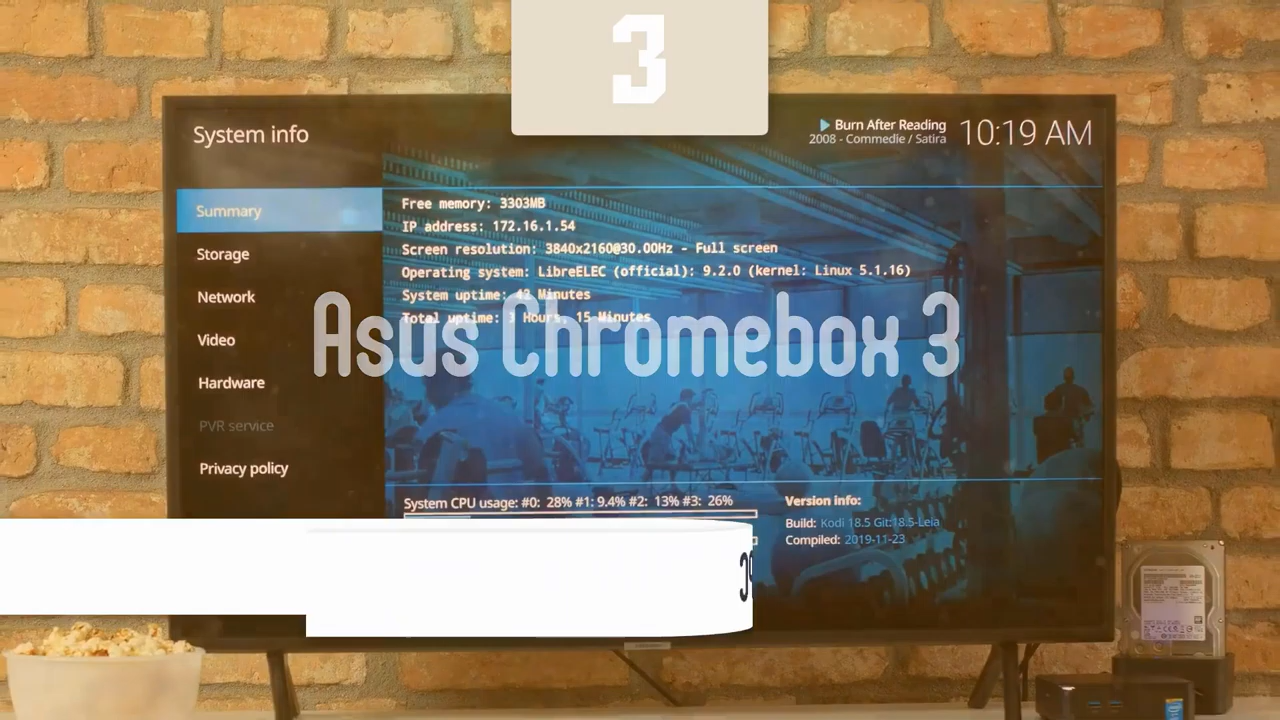 3
System info
Burn After Reading
2008 - Commedie / Satira
10:19 AM
Summary
Storage
Network
Video
Hardware
PVR service
Privacy policy
Free memory: 3303MB
IP address: 172.16.1.54
Screen resolution: 3840x2160@30.00Hz - Full screen
Operating system: LibreELEC (official): 9.2.0 (kernel: Linux 5.1.16)
System uptime: 42 Minutes
Total uptime: 3 Hours, 15 Minutes
Asus Chromebox 3
System CPU usage: #0: 28% #1: 9.4% #2: 13% #3: 26%
Version info:
Build: Kodi 18.5 Git:18.5-Leia
Compiled: 2019-11-23